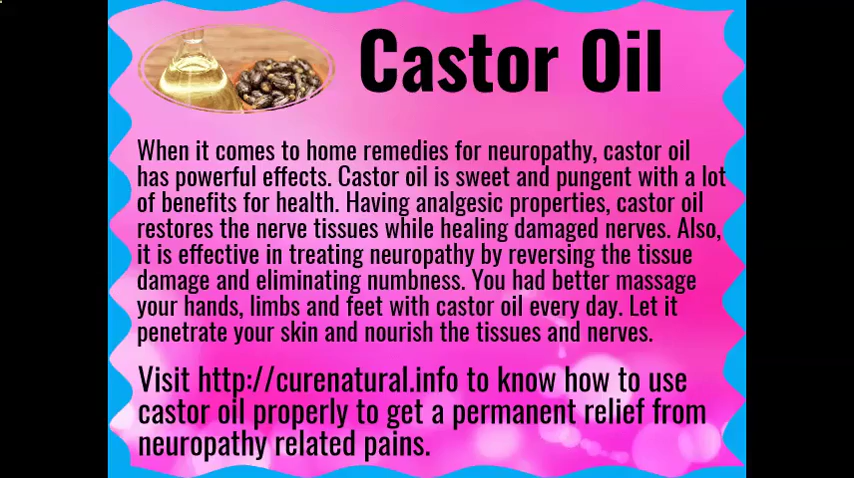 Castor Oil
When it comes to home remedies for neuropathy, castor oil
has powerful effects. Castor oil is sweet and pungent with a lot
of benefits for health. Having analgesic properties, castor oil
restores the nerve tissues while healing damaged nerves. Also,
it is effective in treating neuropathy by reversing the tissue
damage and eliminating numbness. You had better massage
your hands, limbs and feet with castor oil every day. Let it
penetrate your skin and nourish the tissues and nerves.
Visit http://curenatural.info to know how to use
castor oil properly to get a permanent relief from
neuropathy related pains.